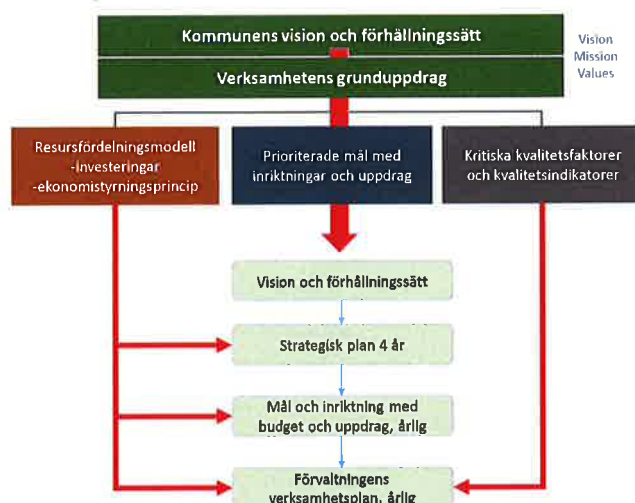 Kommunens vision och förhållningssätt
Vision
Mission
Values
Verksamhetens grunduppdrag
Resursfördelningsmodell
-investeringar
-ekonomistyrningsprincip
Prioriterade mål med
inriktningar och uppdrag
Kritiska kvalitetsfaktorer
och kvalitetsindikatorer
Vision och förhållningssätt
Strategisk plan 4 år
Mål och inriktning med
budget och uppdrag, årlig
Förvaltningens
verksamhetsplan, årlig